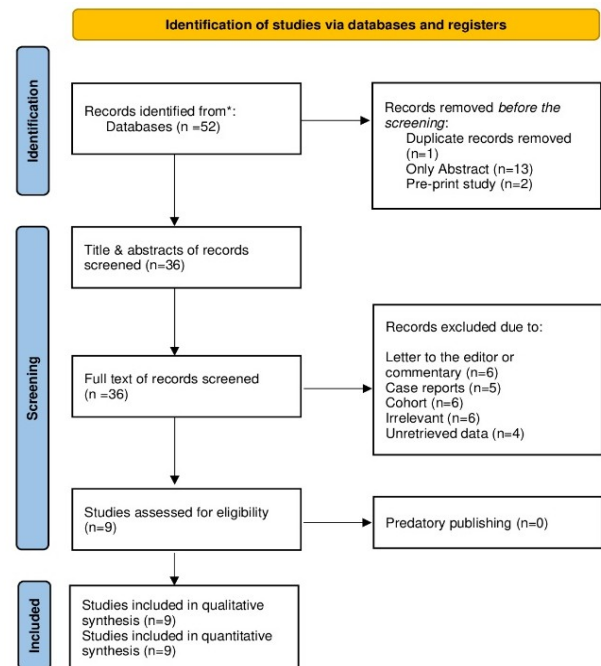 Identification of studies via databases and registers
Identification
Records identified from*:
Databases (n =52)
Records removed before the
screening:
Duplicate records removed
(n=1)
Only Abstract (n=13)
Pre-print study (n=2)
Screening
Title & abstracts of records
screened (n=36)
Full text of records screened
(n =36)
Records excluded due to:
Letter to the editor or
commentary (n=6)
Case reports (n=5)
Cohort (n=6)
Irrelevant (n=6)
Unretrieved data (n=4)
Studies assessed for eligibility
(n=9)
Predatory publishing (n=0)
Included
Studies included in qualitative
synthesis (n=9)
Studies included in quantitative
synthesis (n=9)